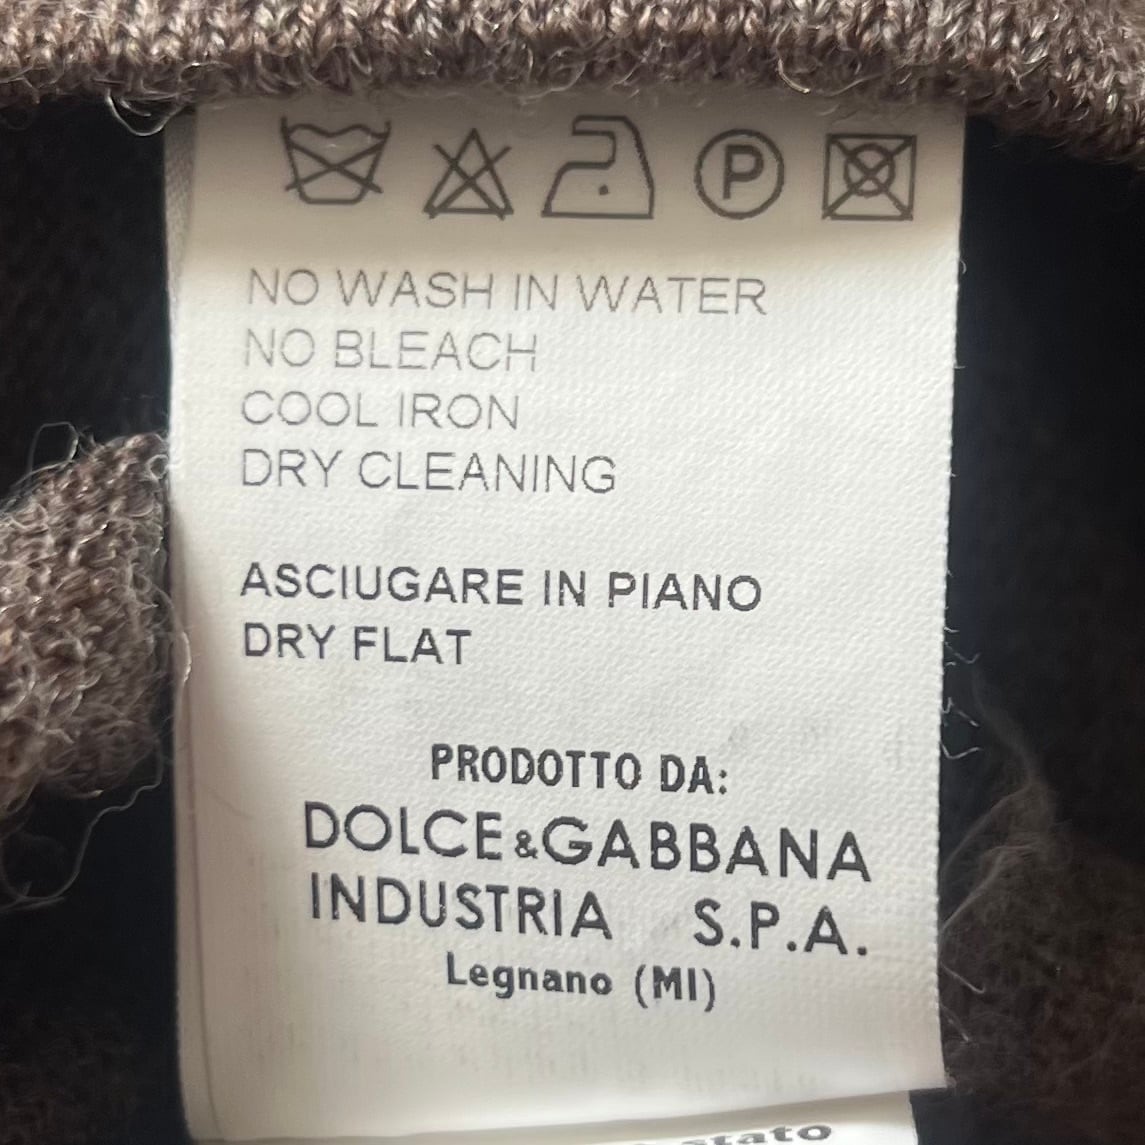 P
NO WASH IN WATER
NO BLEACH
COOL IRON
DRY CLEANING
ASCIUGARE IN PIANO
DRY FLAT
PRODOTTO DA:
DOLCE&GABBANA
INDUSTRIA S.P.A.
Legnano (MI)
stato